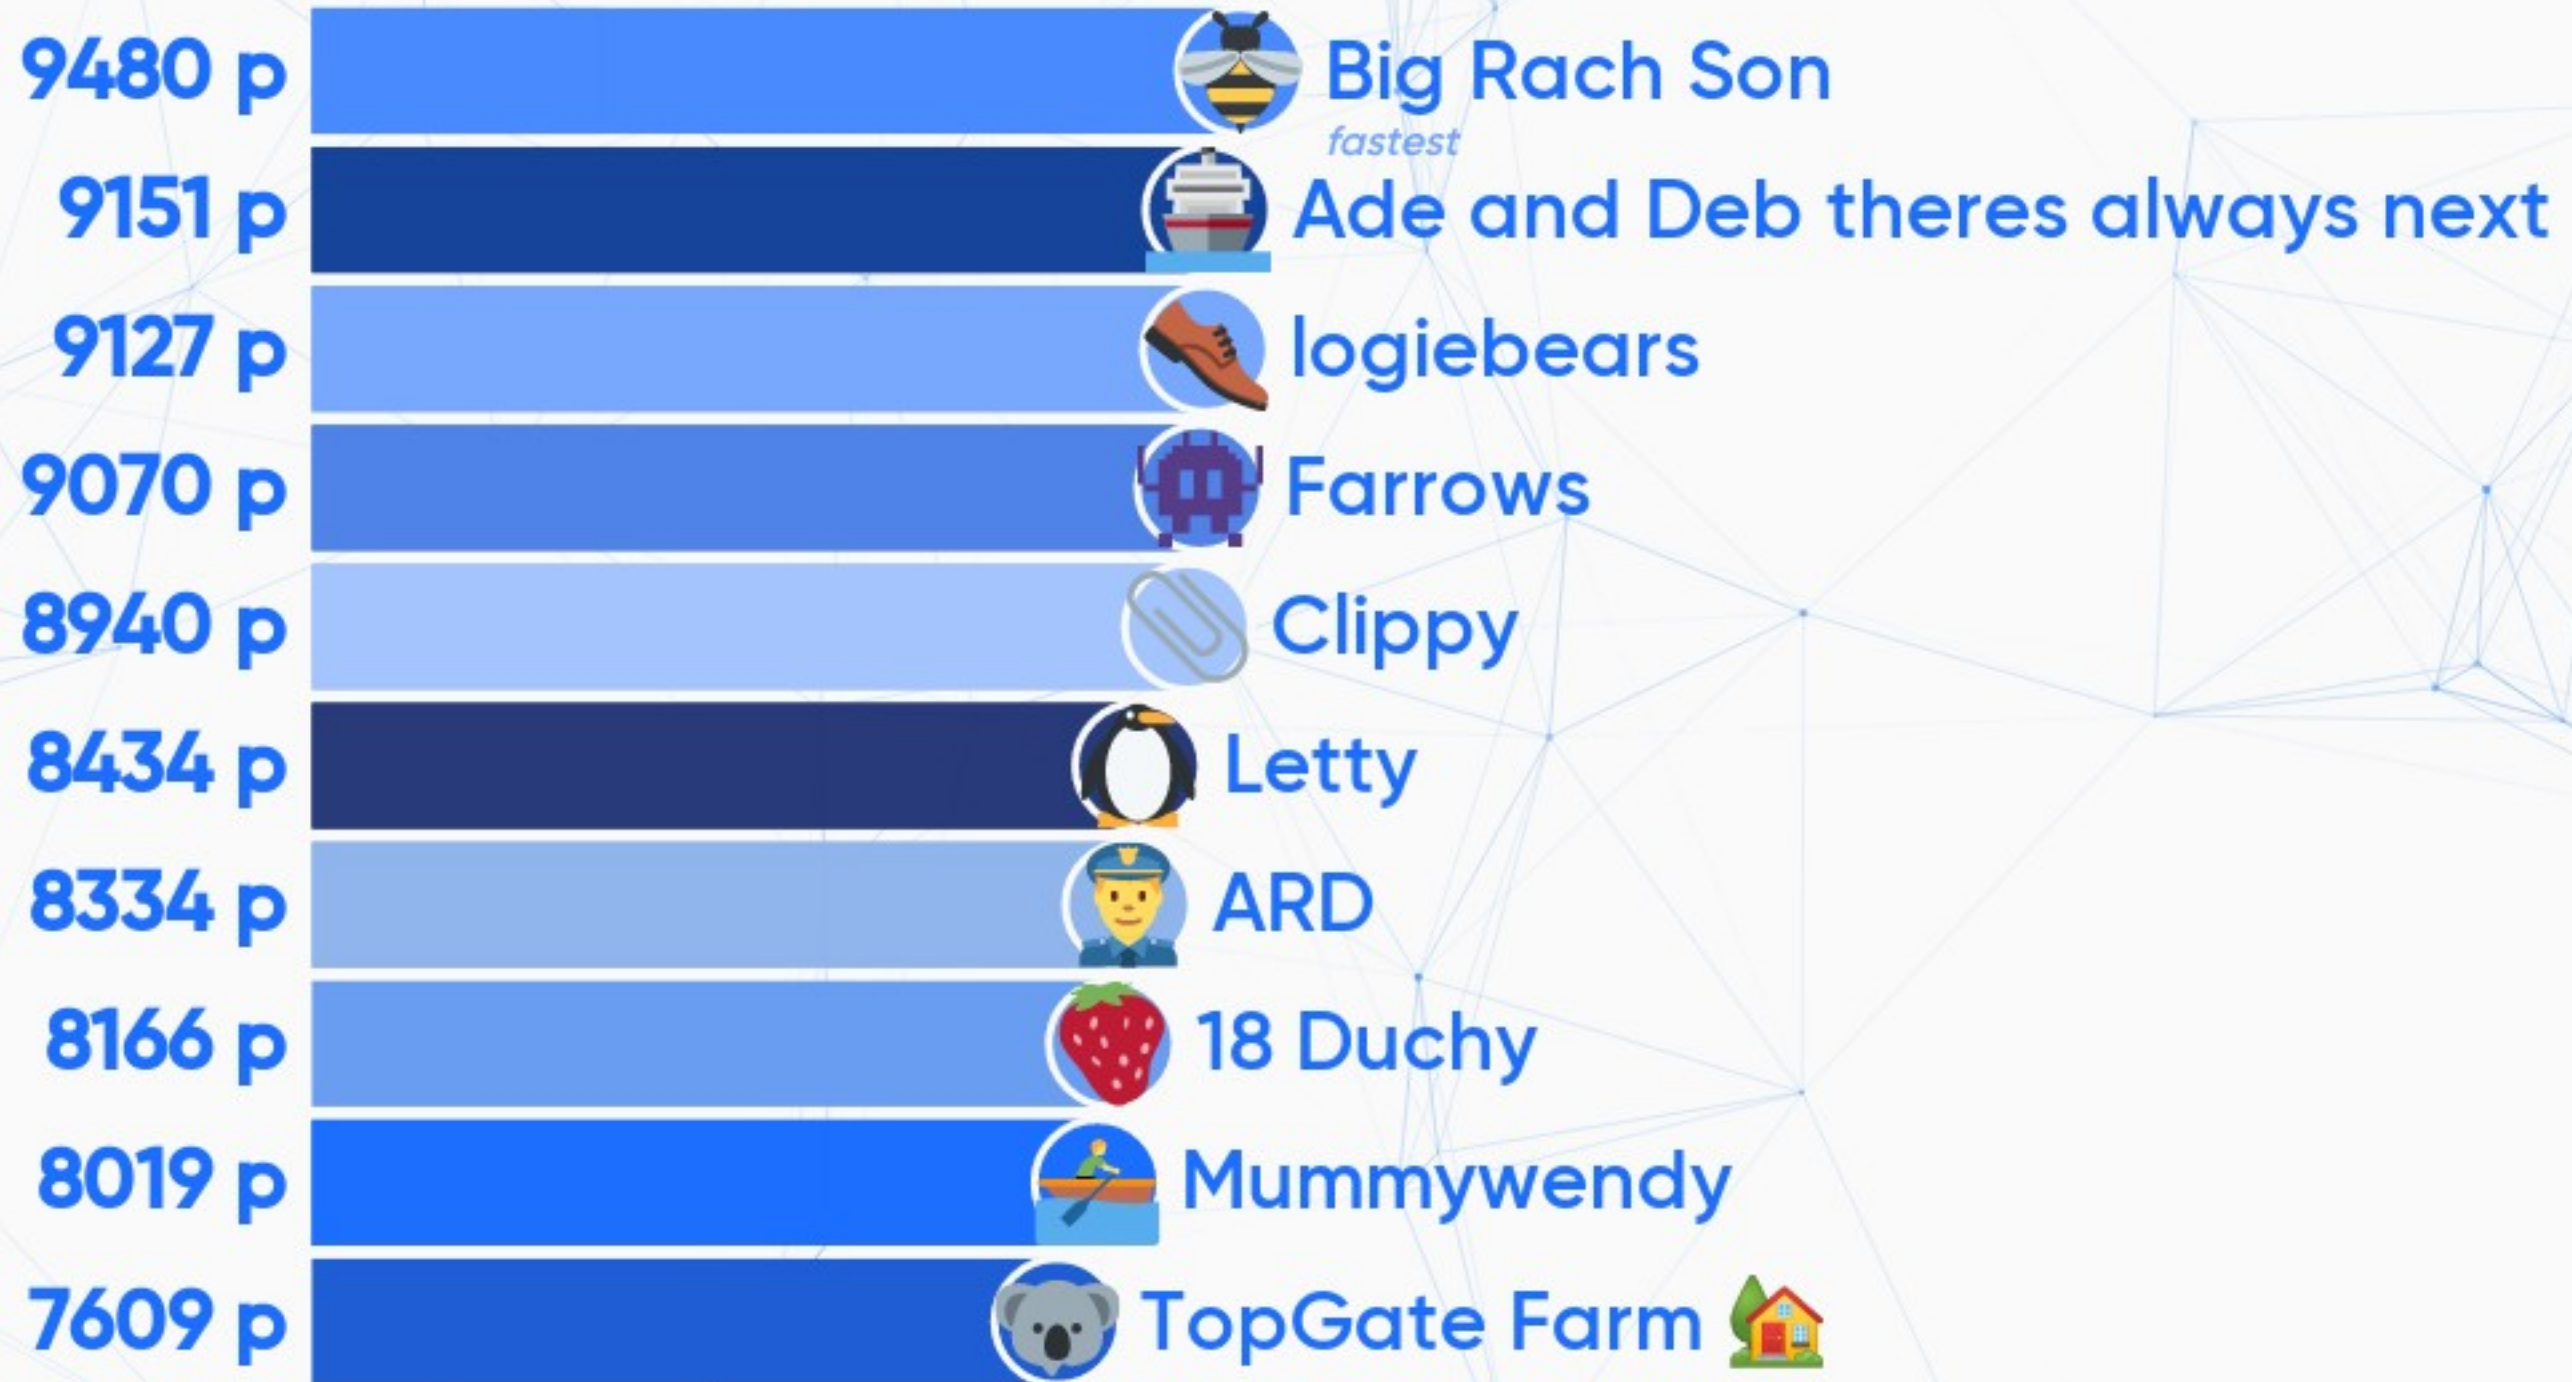 9480 p Big Rach Son
fastest
9151 p Ade and Deb theres always next
9127 p logiebears
9070 p Farrows
8940 p Clippy
8434 p Letty
8334 p ARD
8166 p 18 Duchy
8019 p Mummywendy
7609 p TopGate Farm 🏡